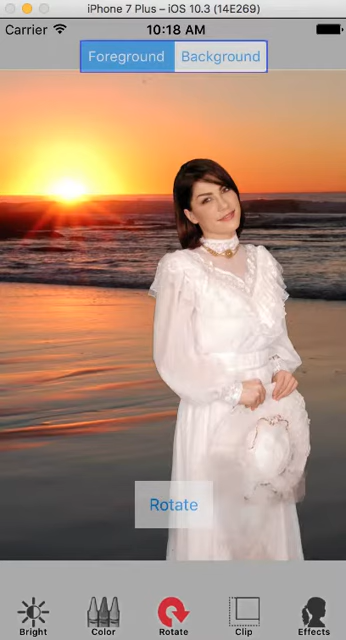 iPhone 7 Plus – iOS 10.3 (14E269)
Carrier 10:18 AM
Foreground Background
Rotate
Bright Color Rotate Clip Effects